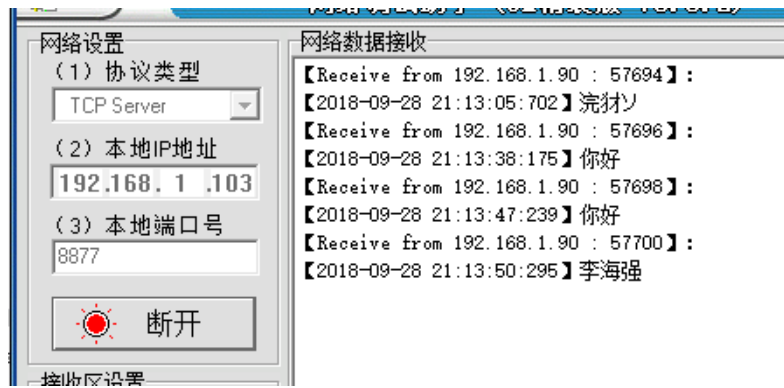 网络设置
(1) 协议类型
TCP Server
(2) 本地IP地址
192.168. 1 .103
(3) 本地端口号
8877
断开
接收区设置
网络数据接收
【Receive from 192.168.1.90 : 57694】:
【2018-09-28 21:13:05:702】浣犲ソ
【Receive from 192.168.1.90 : 57696】:
【2018-09-28 21:13:38:175】你好
【Receive from 192.168.1.90 : 57698】:
【2018-09-28 21:13:47:239】你好
【Receive from 192.168.1.90 : 57700】:
【2018-09-28 21:13:50:295】李海强